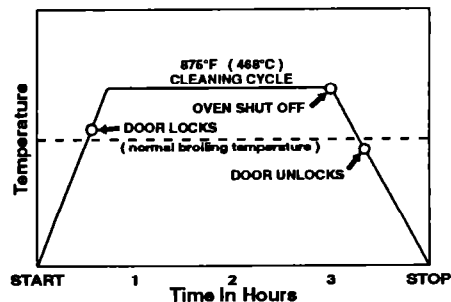 875°F ( 468°C )
CLEANING CYCLE
OVEN SHUT OFF
DOOR LOCKS
( normal broiling temperature )
DOOR UNLOCKS
Temperature
START 1 2 3 STOP
Time In Hours